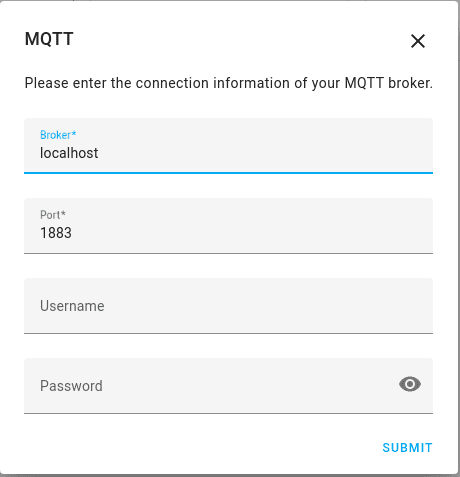 MQTT
Please enter the connection information of your MQTT broker.
Broker*
localhost
Port*
1883
Username
Password
SUBMIT